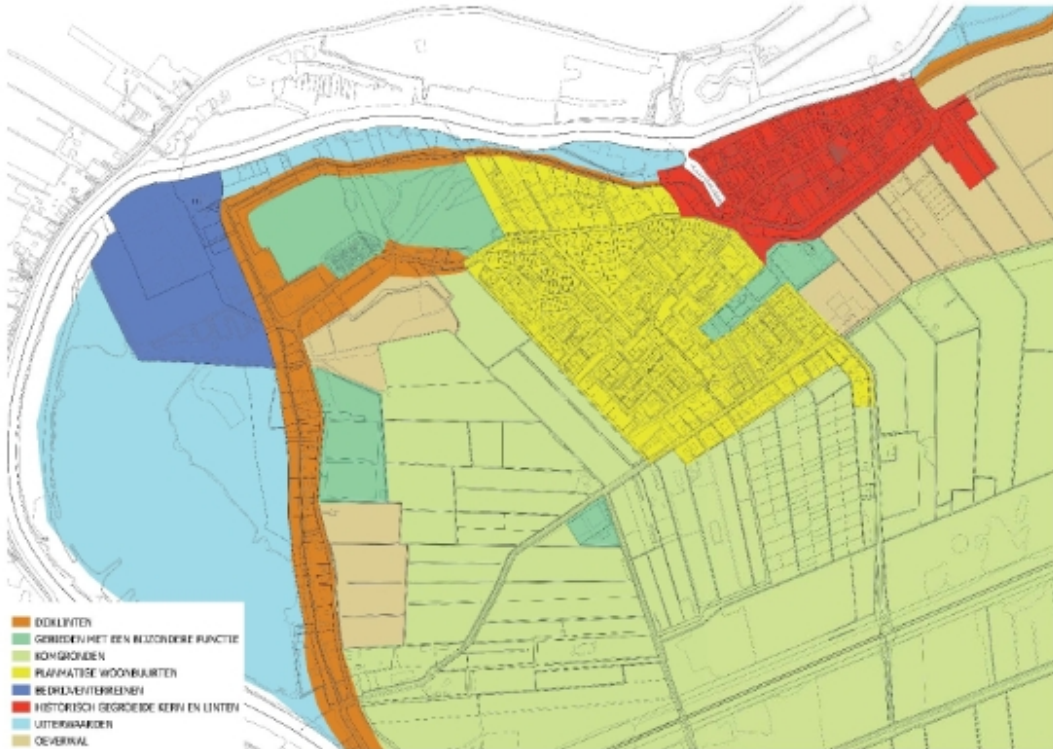 DIJKLINTEN
GEBIEDEN MET EEN BIJZONDERE FUNCTIE
KOMGRONDEN
PLANMATIGE WOONBUURTEN
BEDRIJVENTERREINEN
HISTORISCH GEGROEIDE KERN EN LINTEN
UITERWAARDEN
OEVERWAL